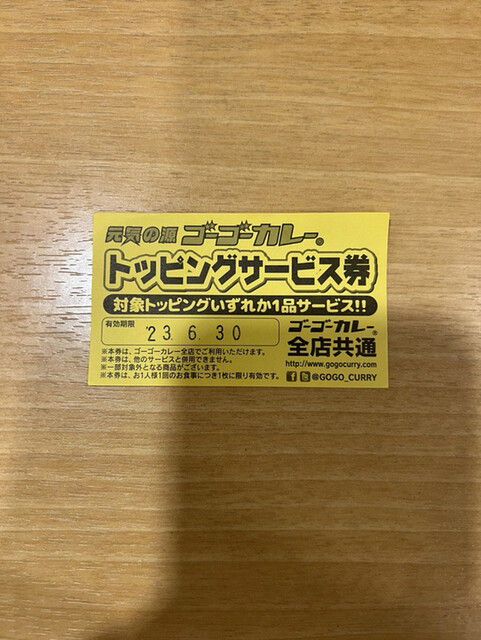 元気の源 ゴーゴーカレー®
トッピングサービス券
対象トッピングいずれか1品サービス!!
有効期限
'23.6.30
※本券は、ゴーゴーカレー全店でご利用いただけます。
※本券は、他のサービスと併用できません。
※一部対象外となる商品がございます。
※本券は、お1人様1回のお食事につき1枚に限り有効です。
ゴーゴーカレー®
全店共通
http://www.gogocurry.com
@GOGO_CURRY